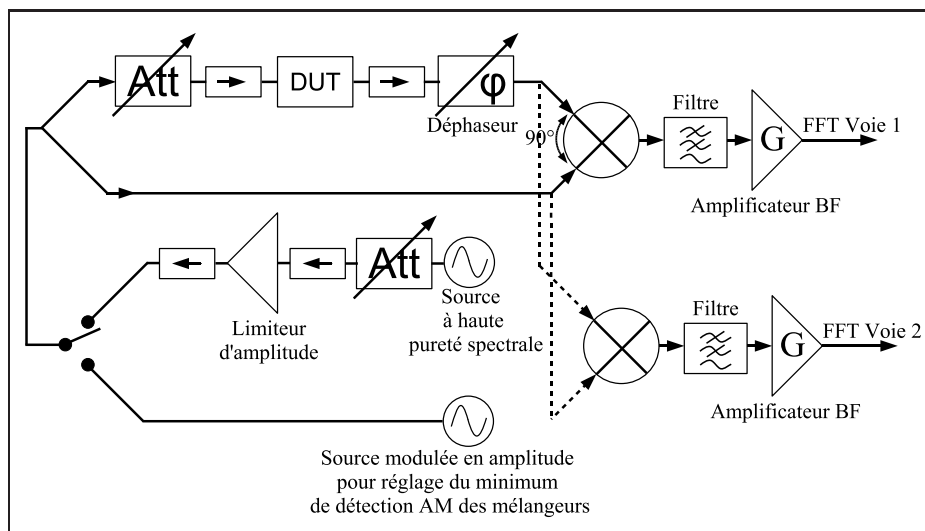 Att
DUT
φ
Déphaseur
90°
Filtre
G
FFT Voie 1
Amplificateur BF
Att
Limiteur
d'amplitude
Source
à haute
pureté spectrale
Filtre
G
FFT Voie 2
Amplificateur BF
Source modulée en amplitude
pour réglage du minimum
de détection AM des mélangeurs